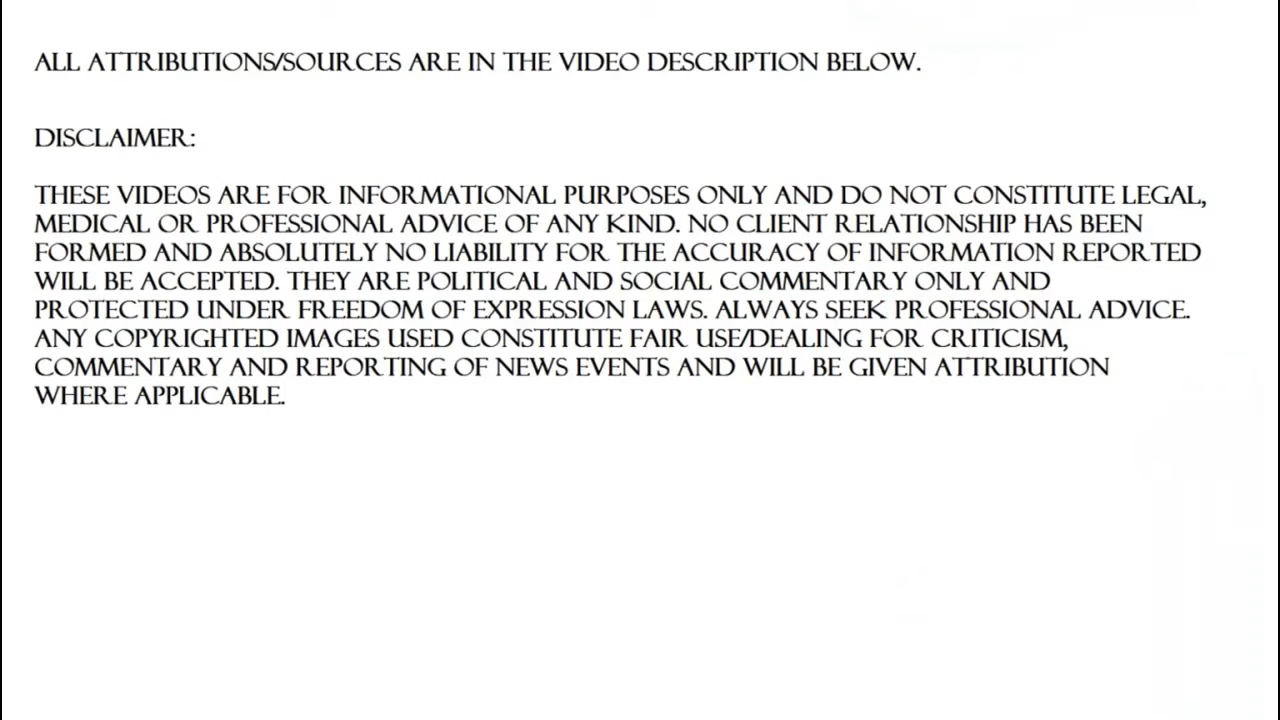 ALL ATTRIBUTIONS/SOURCES ARE IN THE VIDEO DESCRIPTION BELOW.
DISCLAIMER:
THESE VIDEOS ARE FOR INFORMATIONAL PURPOSES ONLY AND DO NOT CONSTITUTE LEGAL,
MEDICAL OR PROFESSIONAL ADVICE OF ANY KIND. NO CLIENT RELATIONSHIP HAS BEEN
FORMED AND ABSOLUTELY NO LIABILITY FOR THE ACCURACY OF INFORMATION REPORTED
WILL BE ACCEPTED. THEY ARE POLITICAL AND SOCIAL COMMENTARY ONLY AND
PROTECTED UNDER FREEDOM OF EXPRESSION LAWS. ALWAYS SEEK PROFESSIONAL ADVICE.
ANY COPYRIGHTED IMAGES USED CONSTITUTE FAIR USE/DEALING FOR CRITICISM,
COMMENTARY AND REPORTING OF NEWS EVENTS AND WILL BE GIVEN ATTRIBUTION
WHERE APPLICABLE.